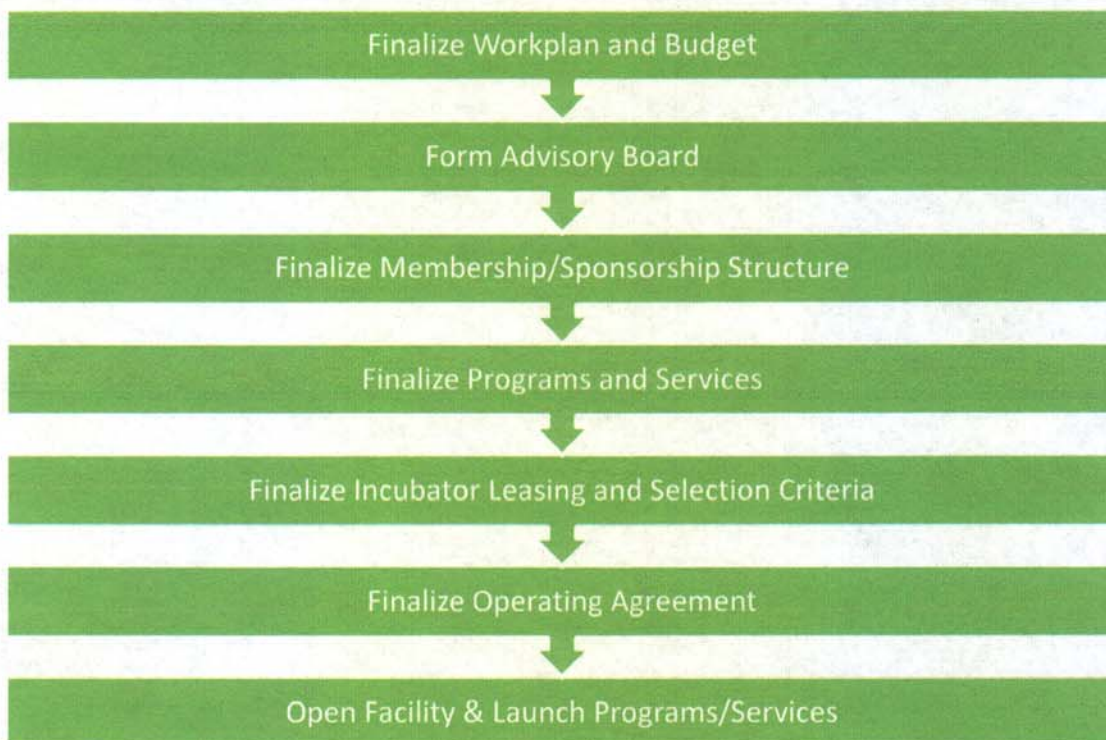 Finalize Workplan and Budget
Form Advisory Board
Finalize Membership/Sponsorship Structure
Finalize Programs and Services
Finalize Incubator Leasing and Selection Criteria
Finalize Operating Agreement
Open Facility & Launch Programs/Services